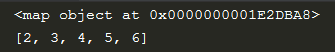 <map object at 0x0000000001E2DBA8>
[2, 3, 4, 5, 6]